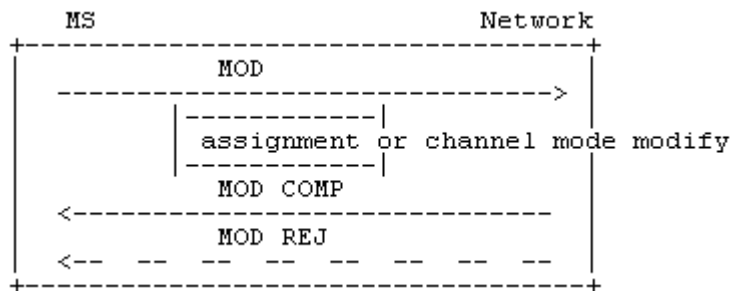 MS Network
MOD
assignment or channel mode modify
MOD COMP
MOD REJ